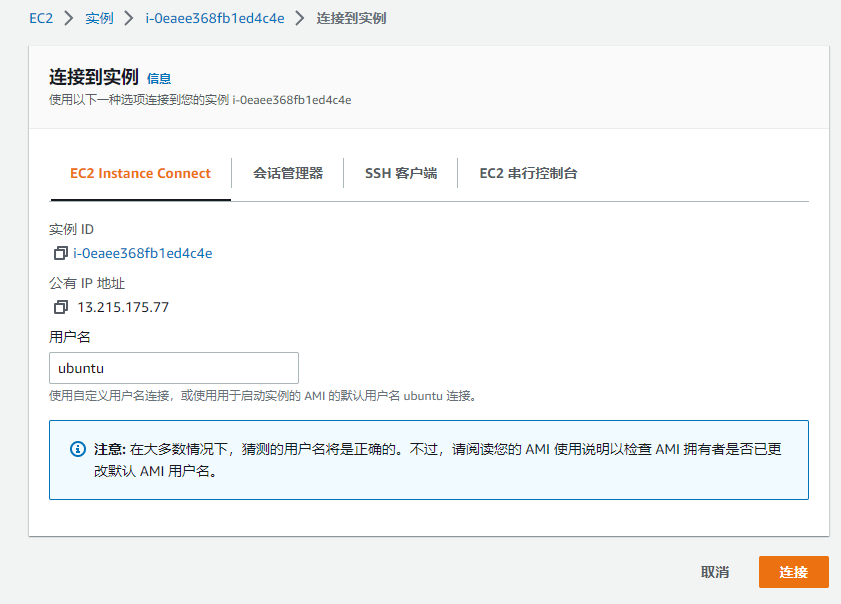 EC2 > 实例 > i-0eaee368fb1ed4c4e > 连接到实例
连接到实例 信息
使用以下一种选项连接到您的实例 i-0eaee368fb1ed4c4e
EC2 Instance Connect 会话管理器 SSH 客户端 EC2 串行控制台
实例 ID
i-0eaee368fb1ed4c4e
公有 IP 地址
13.215.175.77
用户名
ubuntu
使用自定义用户名连接，或使用用于启动实例的 AMI 的默认用户名 ubuntu 连接。
注意: 在大多数情况下，猜测的用户名将是正确的。不过，请阅读您的 AMI 使用说明以检查 AMI 拥有者是否已更
改默认 AMI 用户名。
取消 连接